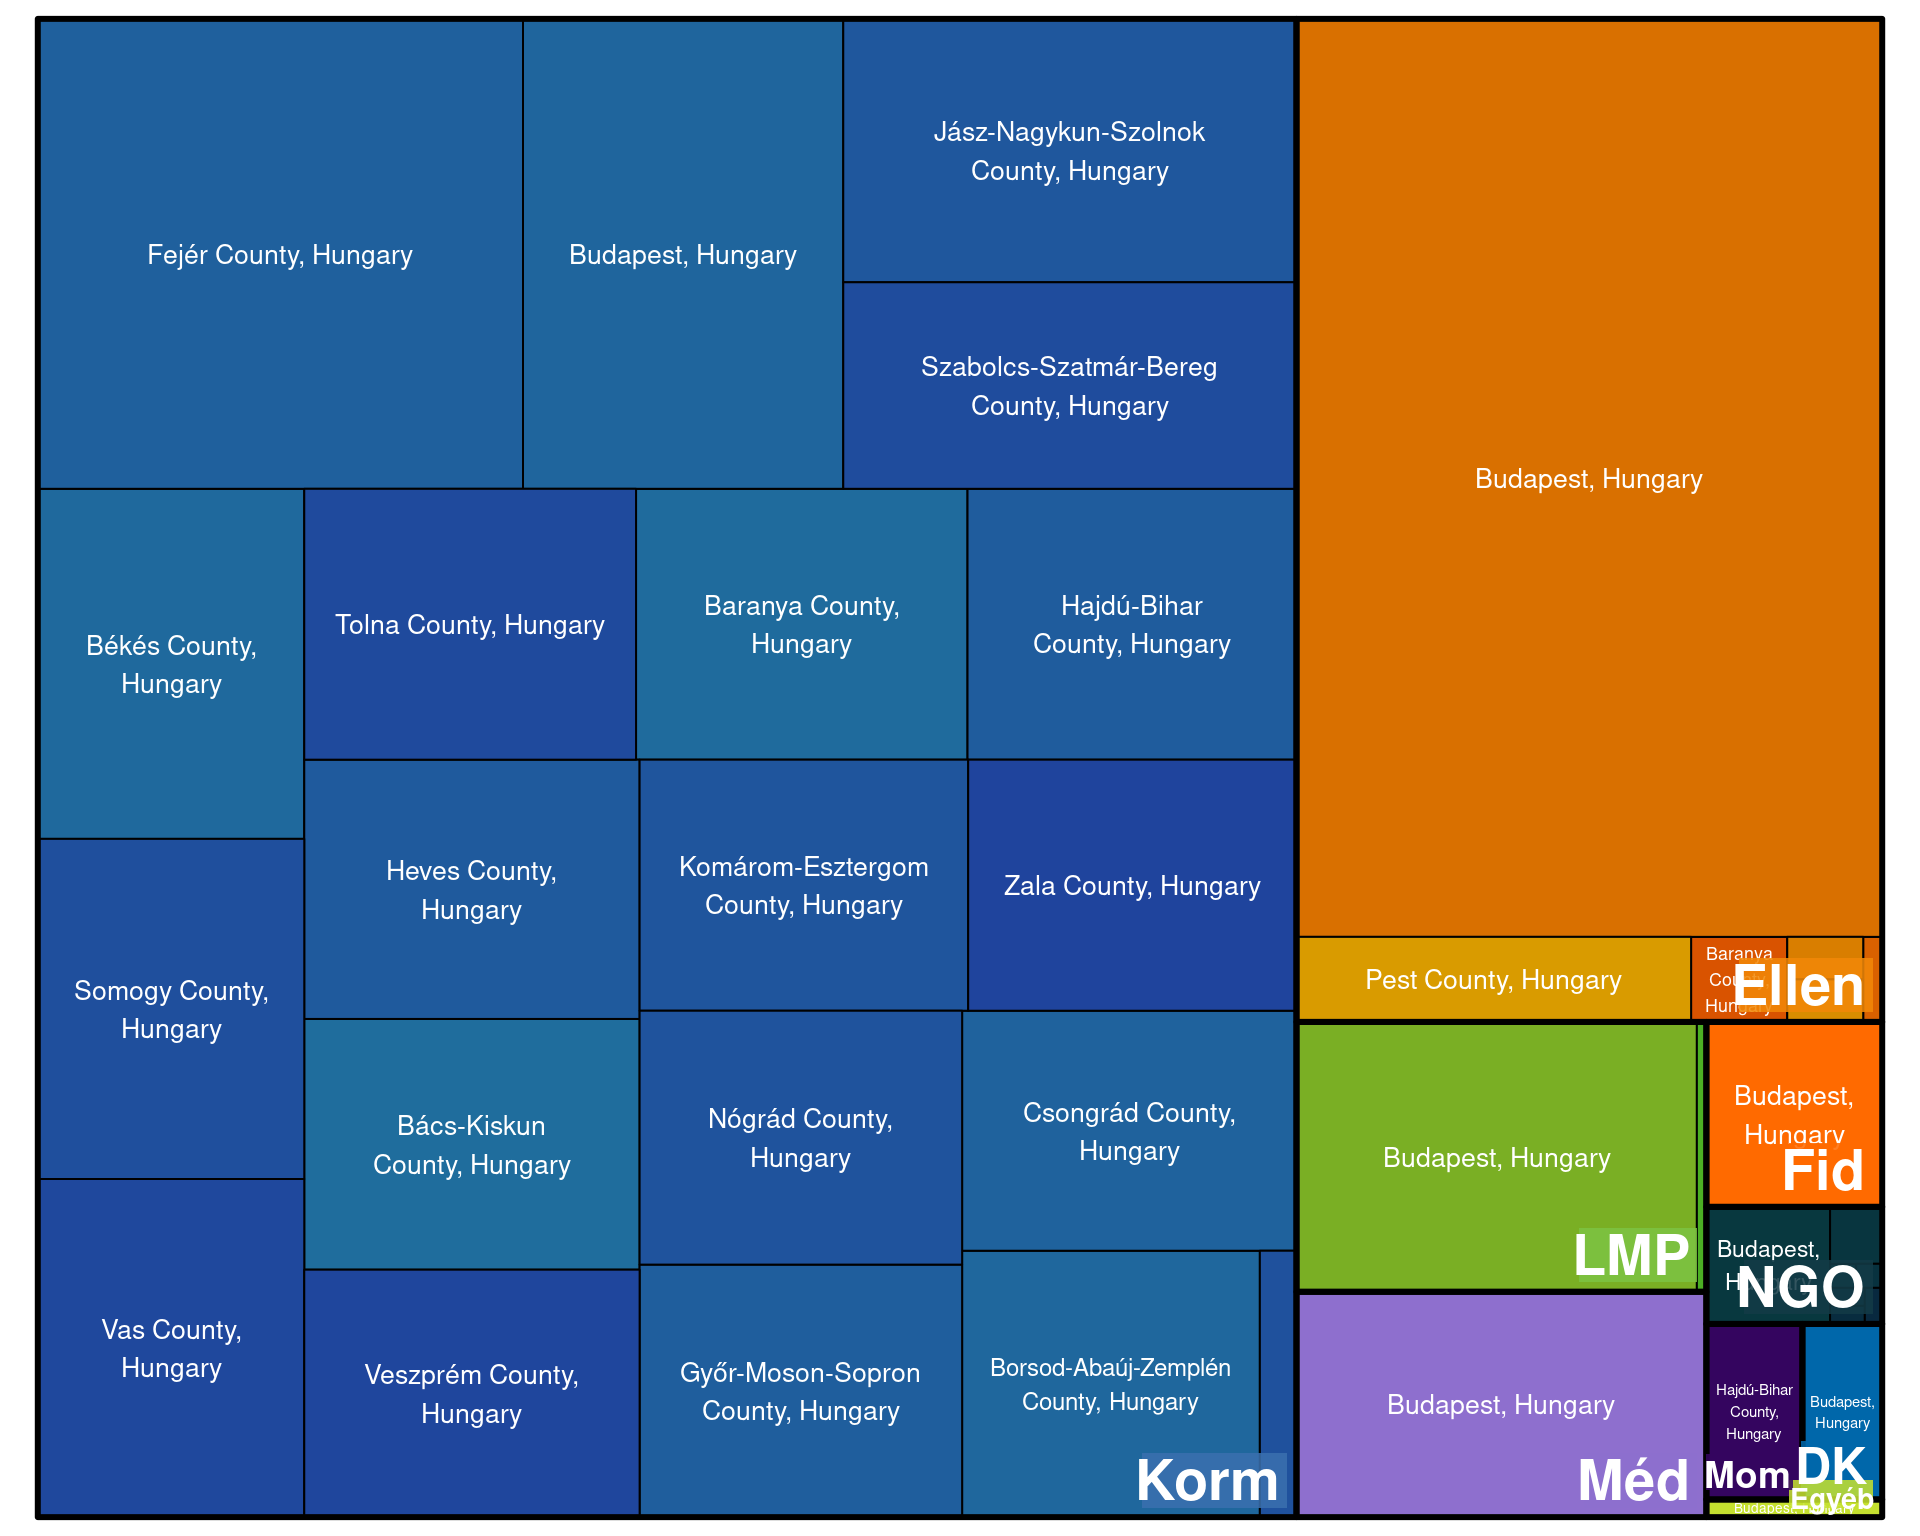 Fejér County, Hungary
Budapest, Hungary
Jász-Nagykun-Szolnok
County, Hungary
Szabolcs-Szatmár-Bereg
County, Hungary
Békés County,
Hungary
Tolna County, Hungary
Baranya County,
Hungary
Hajdú-Bihar
County, Hungary
Somogy County,
Hungary
Heves County,
Hungary
Komárom-Esztergom
County, Hungary
Zala County, Hungary
Bács-Kiskun
County, Hungary
Nógrád County,
Hungary
Csongrád County,
Hungary
Vas County,
Hungary
Veszprém County,
Hungary
Győr-Moson-Sopron
County, Hungary
Borsod-Abaúj-Zemplén
County, Hungary
Korm
Budapest, Hungary
Pest County, Hungary
Baranya
County,
Hungary
Ellen
Budapest, Hungary
LMP
Budapest, Hungary
Méd
Budapest,
Hungary
Fid
Budapest,
Hungary
NGO
Hajdú-Bihar
County,
Hungary
Mom
Budapest,
Hungary
DK
Budapest, Hungary
Egyéb